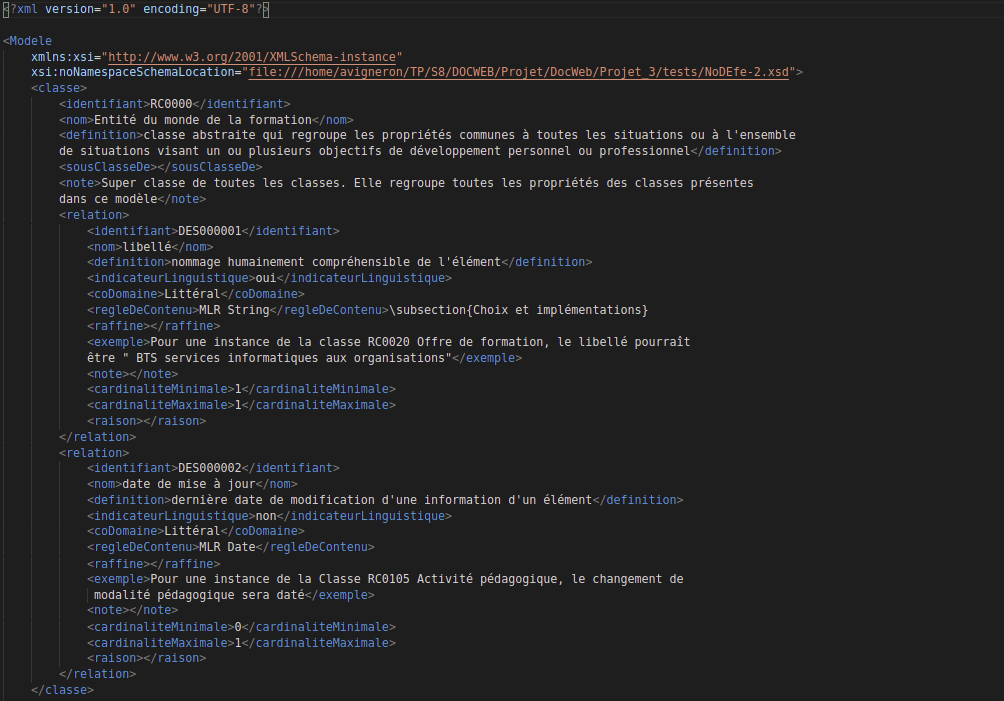 <?xml version="1.0" encoding="UTF-8"?>
<Modele
xmlns:xsi="http://www.w3.org/2001/XMLSchema-instance"
xsi:noNamespaceSchemaLocation="file:///home/avigneron/TP/S8/DOCWEB/Projet/DocWeb/Projet_3/tests/NoDEfe-2.xsd">
<classe>
<identifiant>RC0000</identifiant>
<nom>Entité du monde de la formation</nom>
<definition>classe abstraite qui regroupe les propriétés communes à toutes les situations ou à l'ensemble
de situations visant un ou plusieurs objectifs de développement personnel ou professionnel</definition>
<sousClasseDe></sousClasseDe>
<note>Super classe de toutes les classes. Elle regroupe toutes les propriétés des classes présentes
dans ce modèle</note>
<relation>
<identifiant>DES000001</identifiant>
<nom>libellé</nom>
<definition>nommage humainement compréhensible de l'élément</definition>
<indicateurLinguistique>oui</indicateurLinguistique>
<coDomaine>Littéral</coDomaine>
<regleDeContenu>MLR String</regleDeContenu>\subsection{Choix et implémentations}
<raffine></raffine>
<exemple>Pour une instance de la classe RC0020 Offre de formation, le libellé pourraît
être " BTS services informatiques aux organisations"</exemple>
<note></note>
<cardinaliteMinimale>1</cardinaliteMinimale>
<cardinaliteMaximale>1</cardinaliteMaximale>
<raison></raison>
</relation>
<relation>
<identifiant>DES000002</identifiant>
<nom>date de mise à jour</nom>
<definition>dernière date de modification d'une information d'un élément</definition>
<indicateurLinguistique>non</indicateurLinguistique>
<coDomaine>Littéral</coDomaine>
<regleDeContenu>MLR Date</regleDeContenu>
<raffine></raffine>
<exemple>Pour une instance de la Classe RC0105 Activité pédagogique, le changement de
modalité pédagogique sera daté</exemple>
<note></note>
<cardinaliteMinimale>0</cardinaliteMinimale>
<cardinaliteMaximale>1</cardinaliteMaximale>
<raison></raison>
</relation>
</classe>